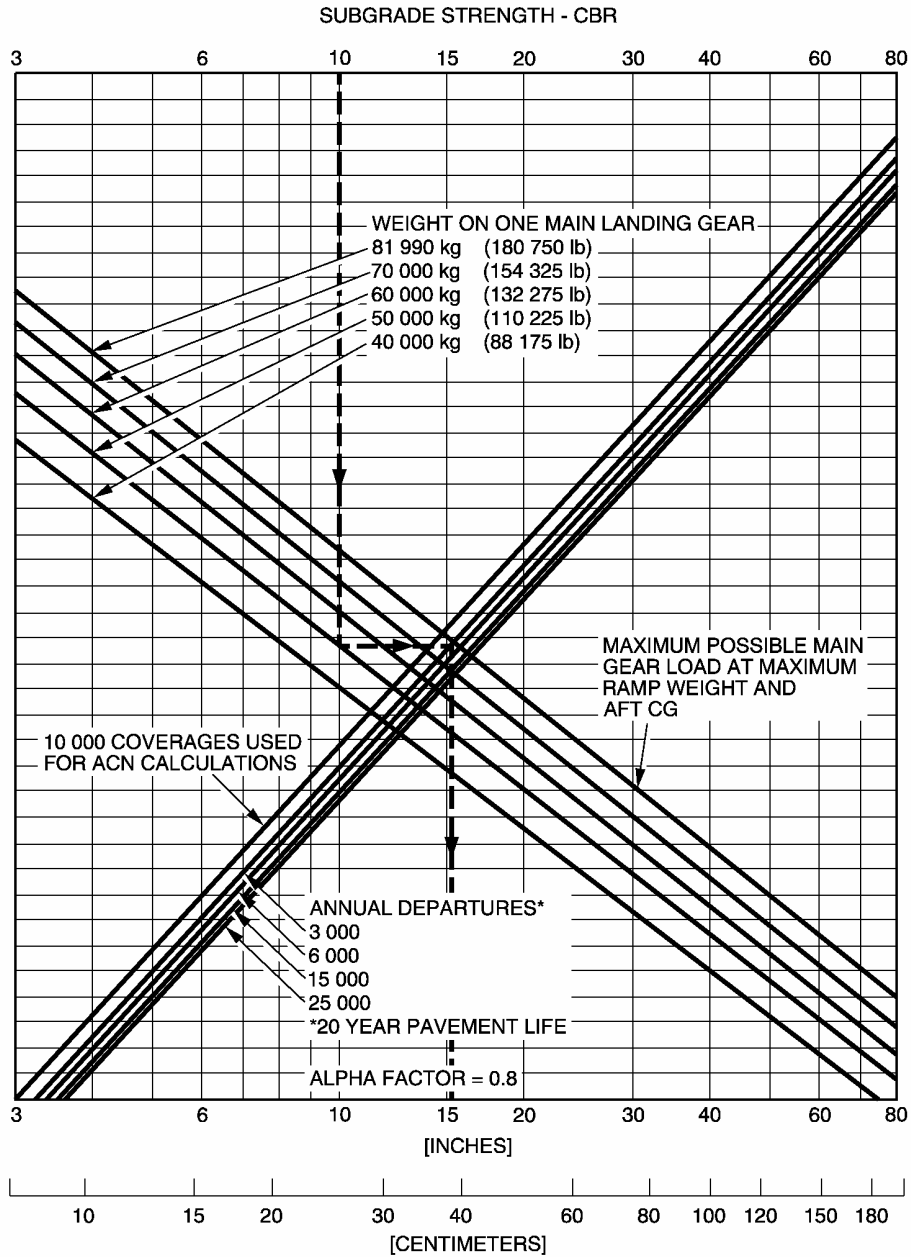 SUBGRADE STRENGTH - CBR
3 6 10 15 20 30 40 60 80
WEIGHT ON ONE MAIN LANDING GEAR
81 990 kg (180 750 lb)
70 000 kg (154 325 lb)
60 000 kg (132 275 lb)
50 000 kg (110 225 lb)
40 000 kg (88 175 lb)
MAXIMUM POSSIBLE MAIN
GEAR LOAD AT MAXIMUM
RAMP WEIGHT AND
AFT CG
10 000 COVERAGES USED
FOR ACN CALCULATIONS
ANNUAL DEPARTURES*
3 000
6 000
15 000
25 000
*20 YEAR PAVEMENT LIFE
ALPHA FACTOR = 0.8
3 6 10 15 20 30 40 60 80
[INCHES]
10 15 20 30 40 60 80 100 120 150 180
[CENTIMETERS]